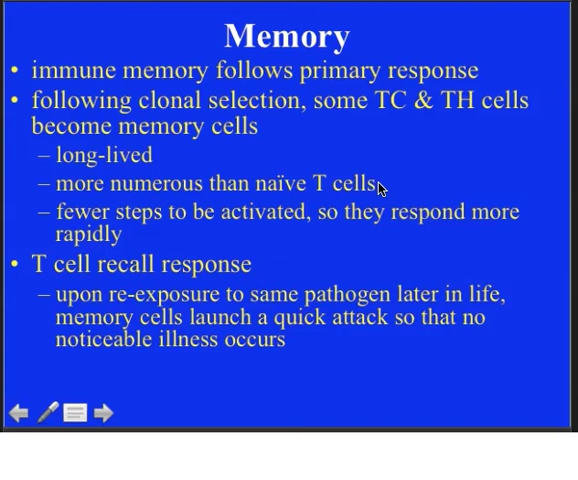 Memory
• immune memory follows primary response
• following clonal selection, some TC & TH cells
become memory cells
– long-lived
– more numerous than naïve T cells
– fewer steps to be activated, so they respond more
rapidly
• T cell recall response
– upon re-exposure to same pathogen later in life,
memory cells launch a quick attack so that no
noticeable illness occurs